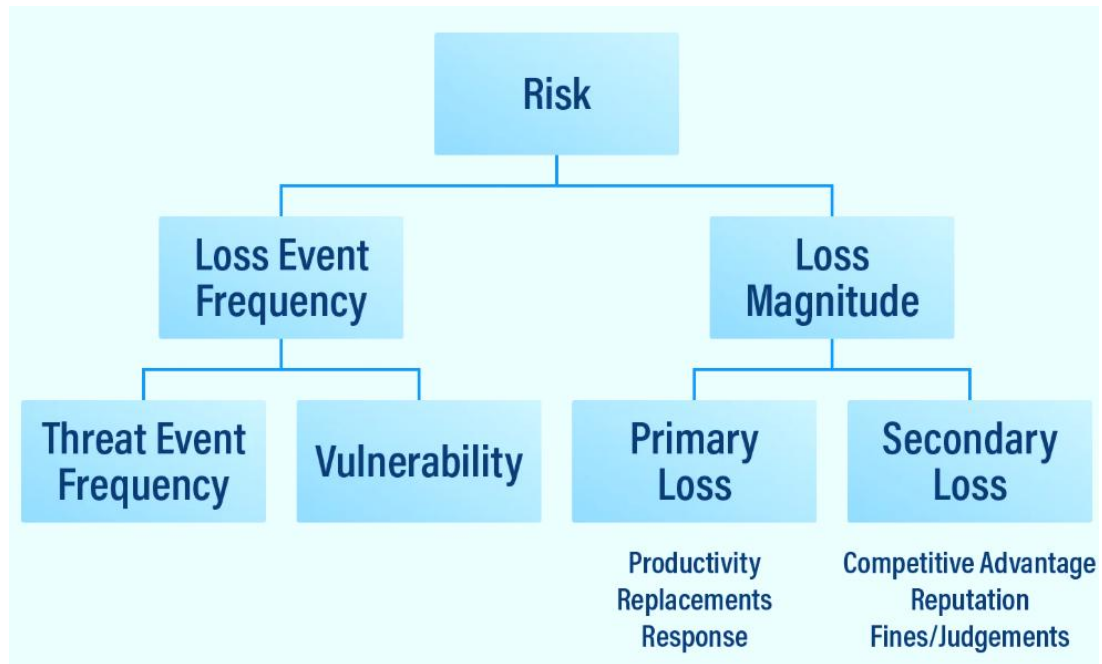 Risk
Loss Event
Frequency
Loss
Magnitude
Threat Event
Frequency
Vulnerability
Primary
Loss
Secondary
Loss
Productivity
Replacements
Response
Competitive Advantage
Reputation
Fines/Judgements